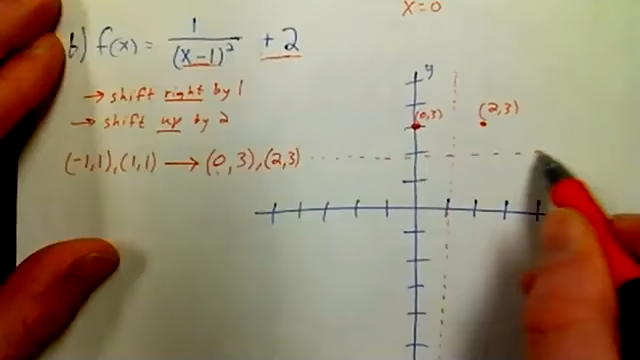 x=0
b) f(x) = 1/(x-1)² + 2
→ shift right by 1
→ shift up by 2
(-1,1),(1,1) → (0,3),(2,3)
y
(0,3)
(2,3)